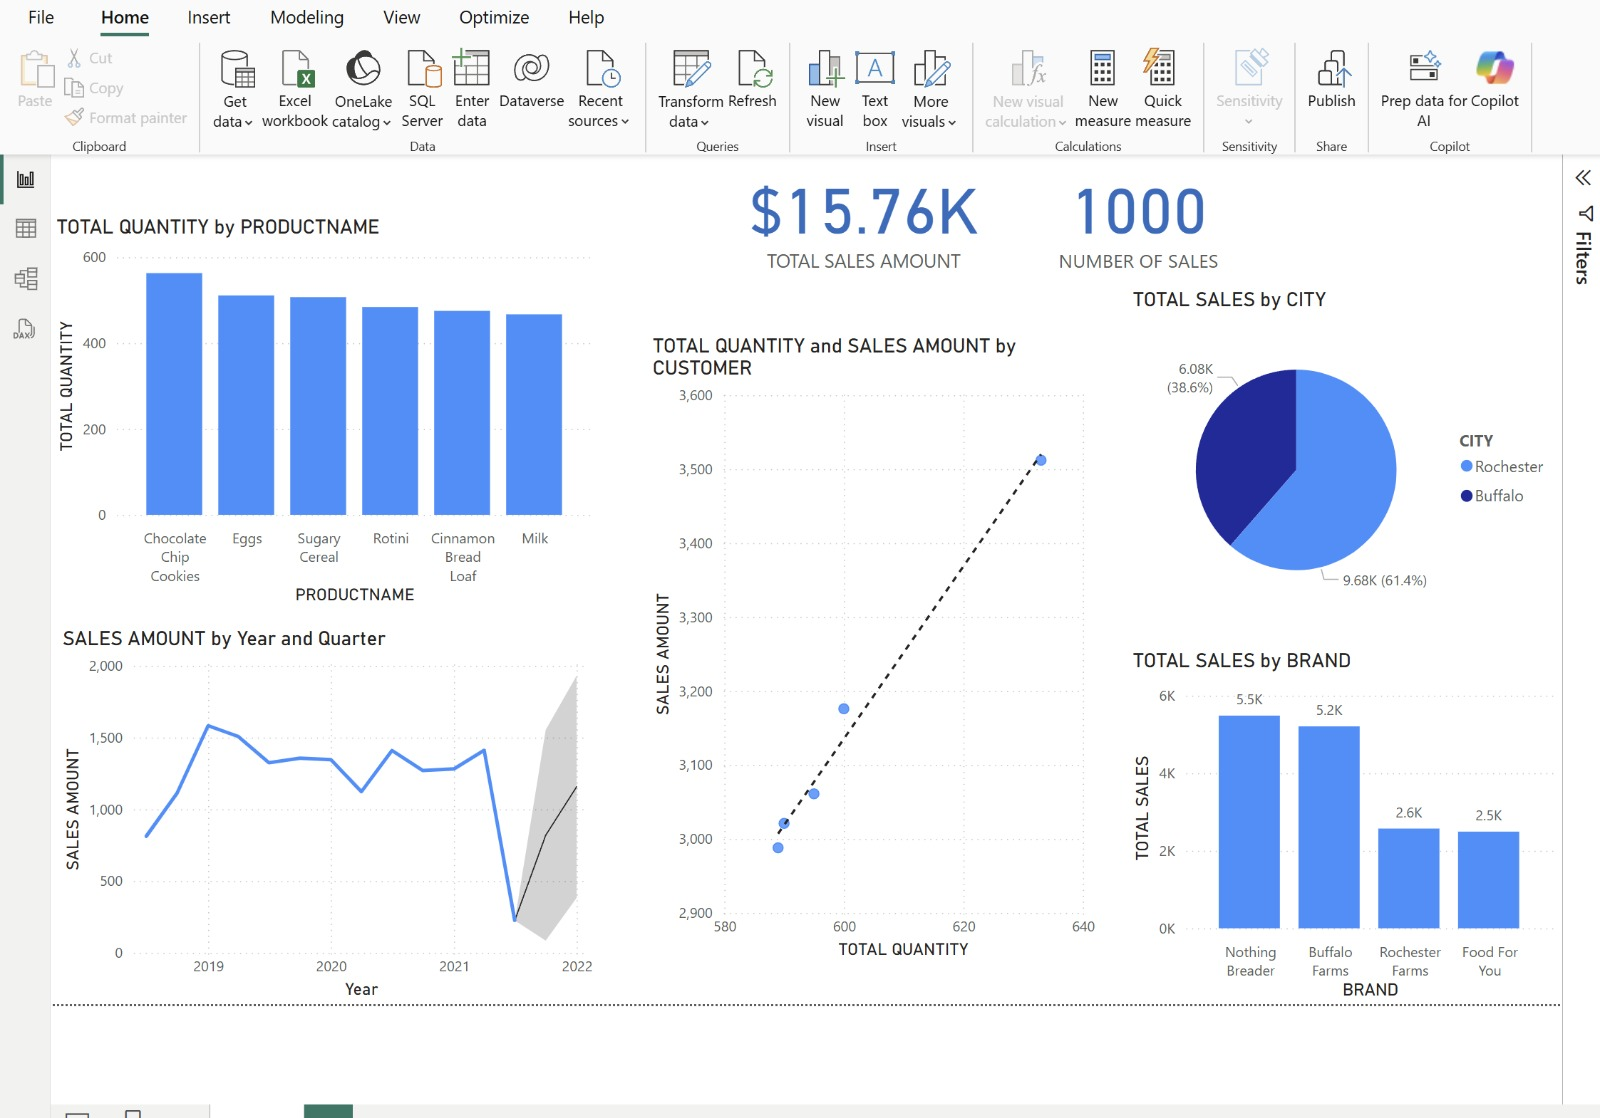 File Home Insert Modeling View Optimize Help
Paste
Cut
Copy
Format painter
Clipboard
Get data
Excel workbook
OneLake catalog
SQL Server
Enter data
Dataverse
Recent sources
Data
Transform data
Refresh
Queries
New visual
Text box
More visuals
Insert
New visual calculation
New measure
Quick measure
Calculations
Sensitivity
Sensitivity
Publish
Share
Prep data for AI
Copilot
Copilot
DAX
Filters
$15.76K
TOTAL SALES AMOUNT
1000
NUMBER OF SALES
TOTAL QUANTITY by PRODUCTNAME
TOTAL QUANTITY
600
400
200
0
Chocolate Chip Cookies
Eggs
Sugary Cereal
Rotini
Cinnamon Bread Loaf
Milk
PRODUCTNAME
SALES AMOUNT by Year and Quarter
SALES AMOUNT
2,000
1,500
1,000
500
0
2019 2020 2021 2022
Year
TOTAL QUANTITY and SALES AMOUNT by
CUSTOMER
SALES AMOUNT
3,600
3,500
3,400
3,300
3,200
3,100
3,000
2,900
580 600 620 640
TOTAL QUANTITY
TOTAL SALES by CITY
6.08K
(38.6%)
9.68K (61.4%)
CITY
Rochester
Buffalo
TOTAL SALES by BRAND
TOTAL SALES
6K
4K
2K
0K
5.5K
5.2K
2.6K
2.5K
Nothing Breader
Buffalo Farms
Rochester Farms
Food For You
BRAND